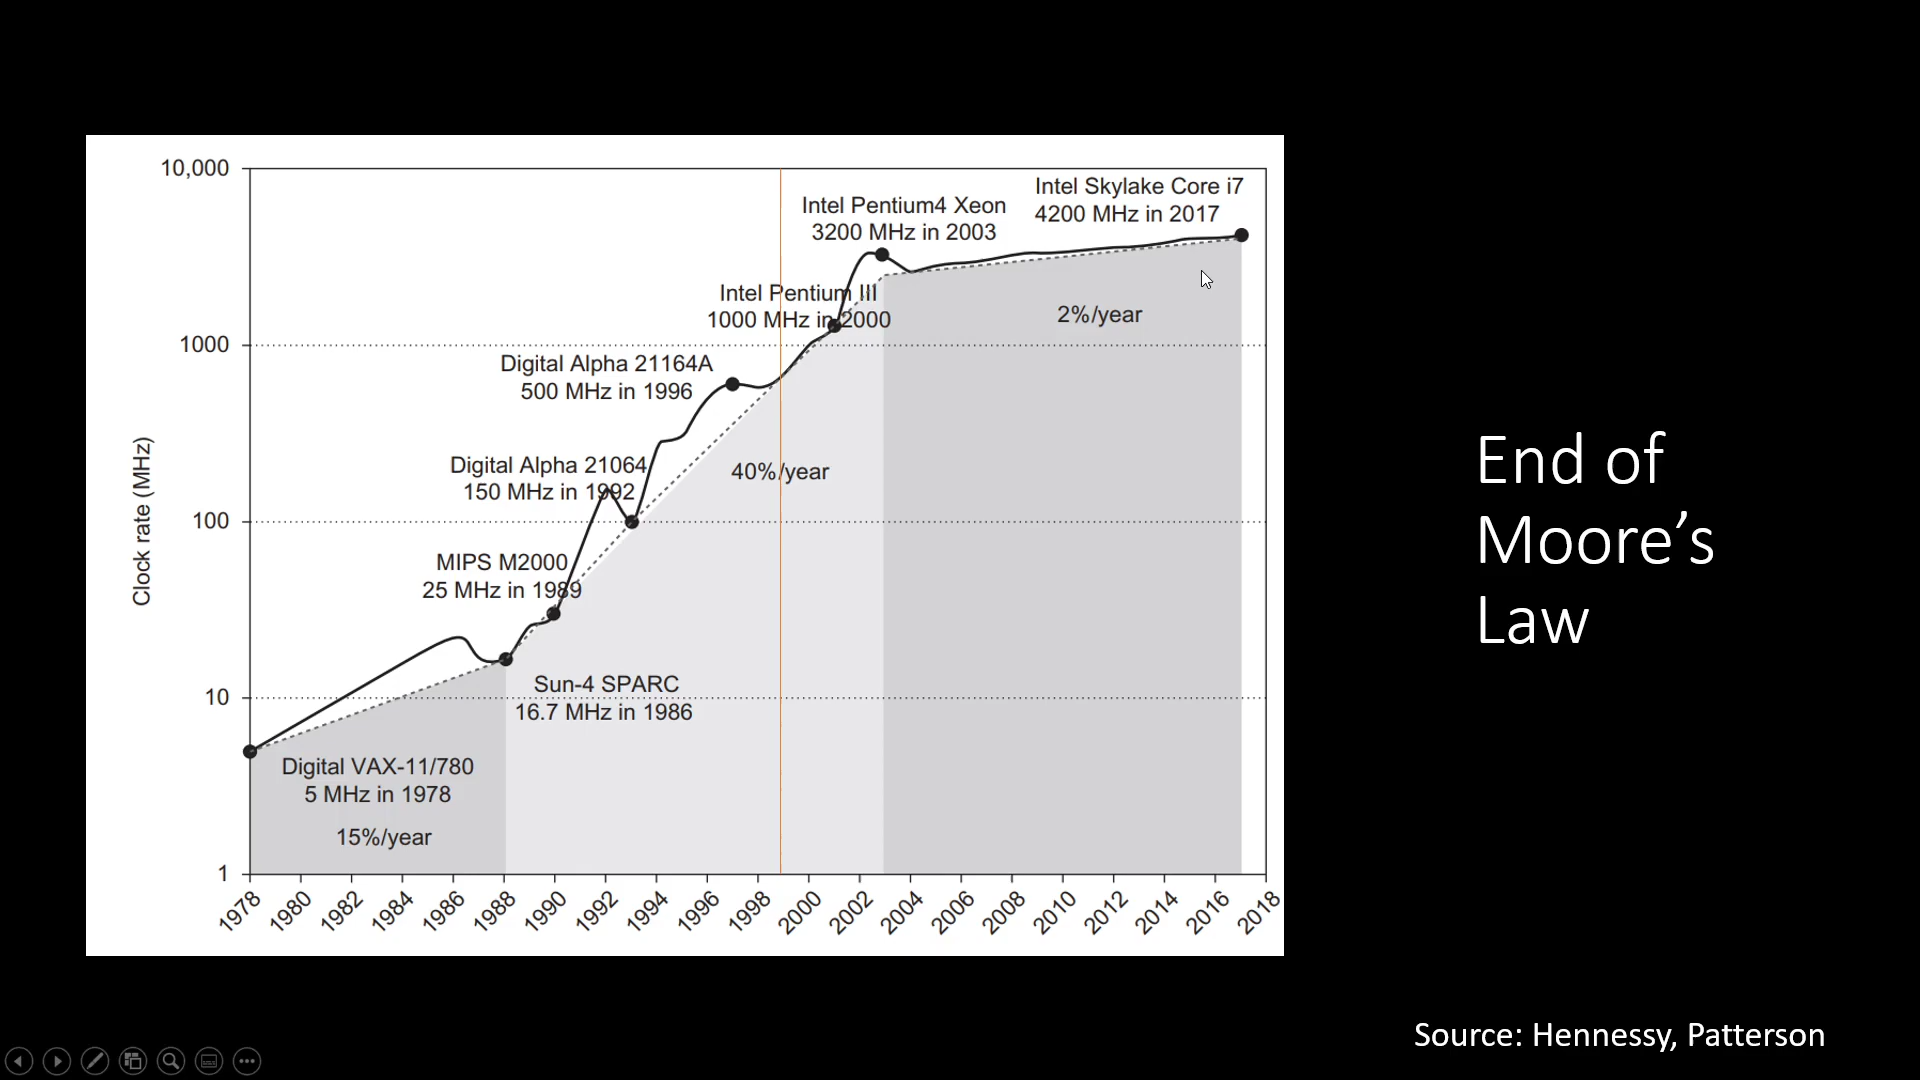 10,000
1000
100
10
1
Clock rate (MHz)
Intel Skylake Core i7
4200 MHz in 2017
Intel Pentium4 Xeon
3200 MHz in 2003
Intel Pentium III
1000 MHz in 2000
2%/year
Digital Alpha 21164A
500 MHz in 1996
40%/year
Digital Alpha 21064
150 MHz in 1992
MIPS M2000
25 MHz in 1989
Sun-4 SPARC
16.7 MHz in 1986
Digital VAX-11/780
5 MHz in 1978
15%/year
1978 1980 1982 1984 1986 1988 1990 1992 1994 1996 1998 2000 2002 2004 2006 2008 2010 2012 2014 2016 2018
End of
Moore’s
Law
Source: Hennessy, Patterson